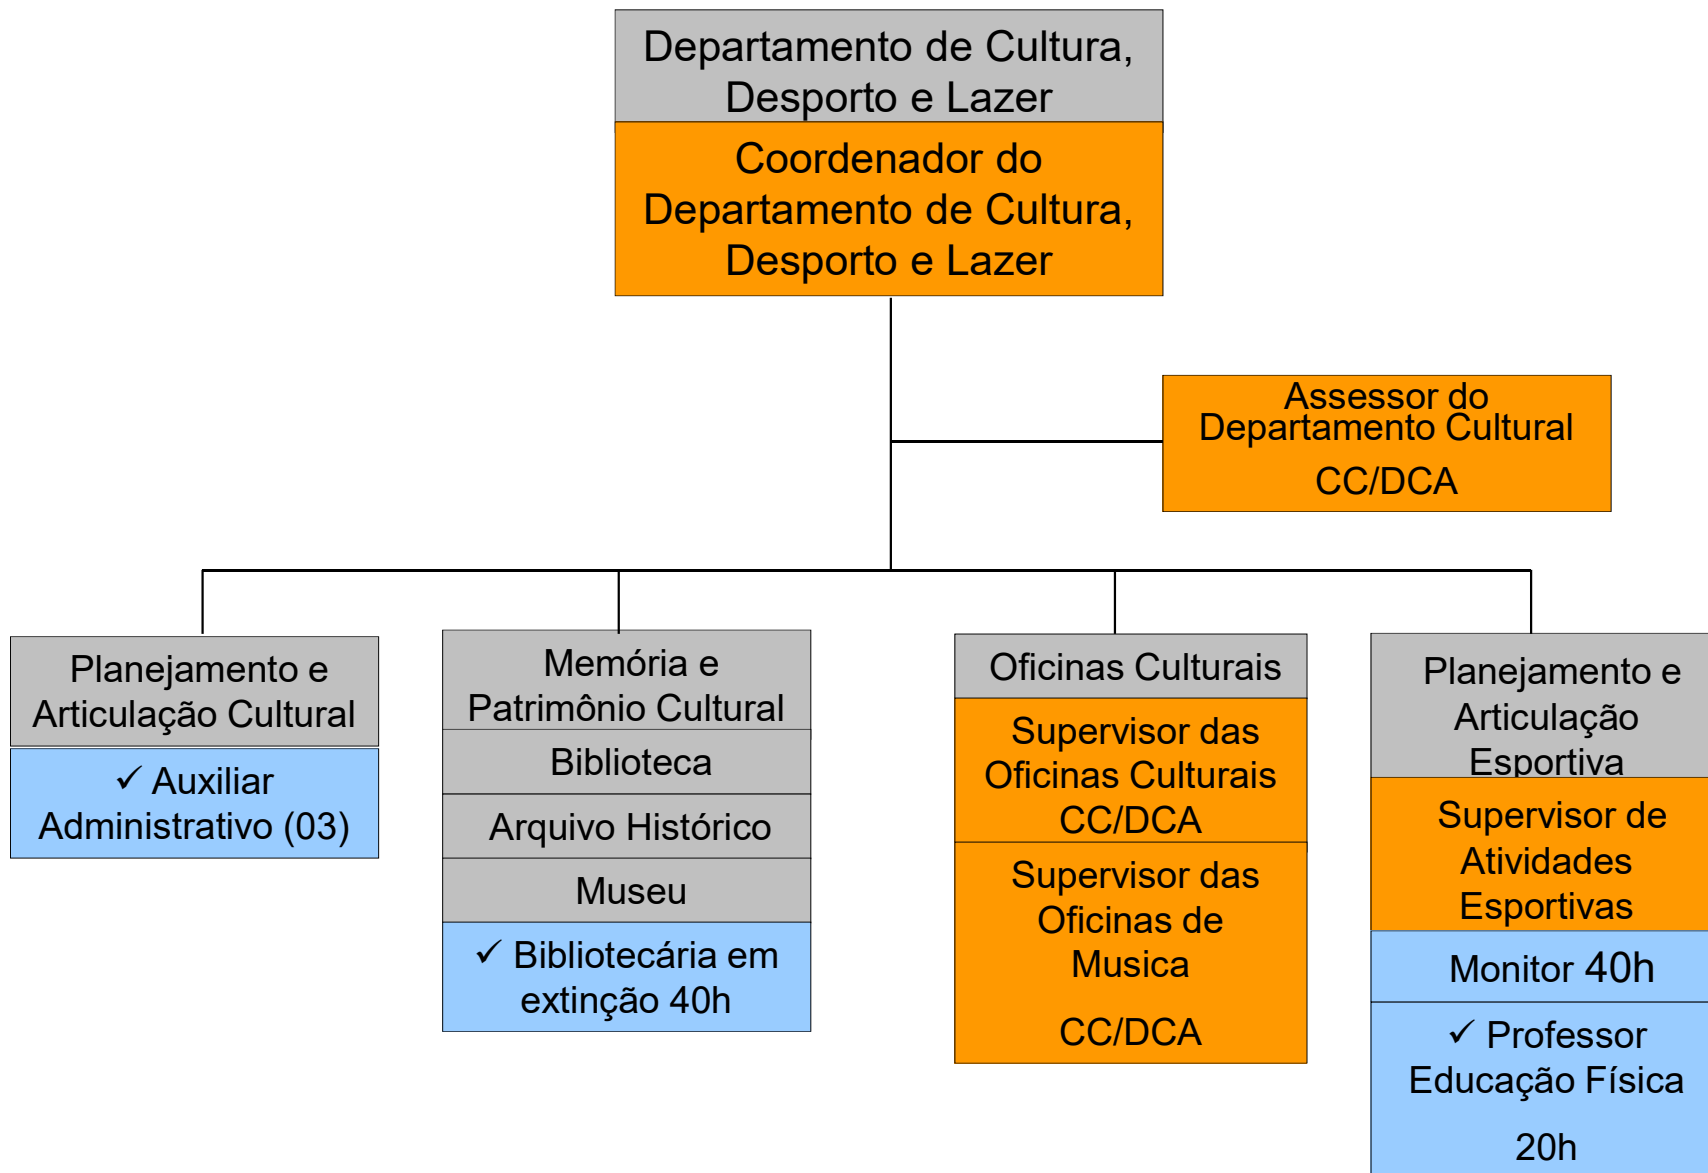 Departamento de Cultura,
Desporto e Lazer
Coordenador do
Departamento de Cultura,
Desporto e Lazer
Assessor do
Departamento Cultural
CC/DCA
Planejamento e
Articulação Cultural
✓ Auxiliar
Administrativo (03)
Memória e
Patrimônio Cultural
Biblioteca
Arquivo Histórico
Museu
✓ Bibliotecária em
extinção 40h
Oficinas Culturais
Supervisor das
Oficinas Culturais
CC/DCA
Supervisor das
Oficinas de
Musica
CC/DCA
Planejamento e
Articulação
Esportiva
Supervisor de
Atividades
Esportivas
Monitor 40h
✓ Professor
Educação Física
20h